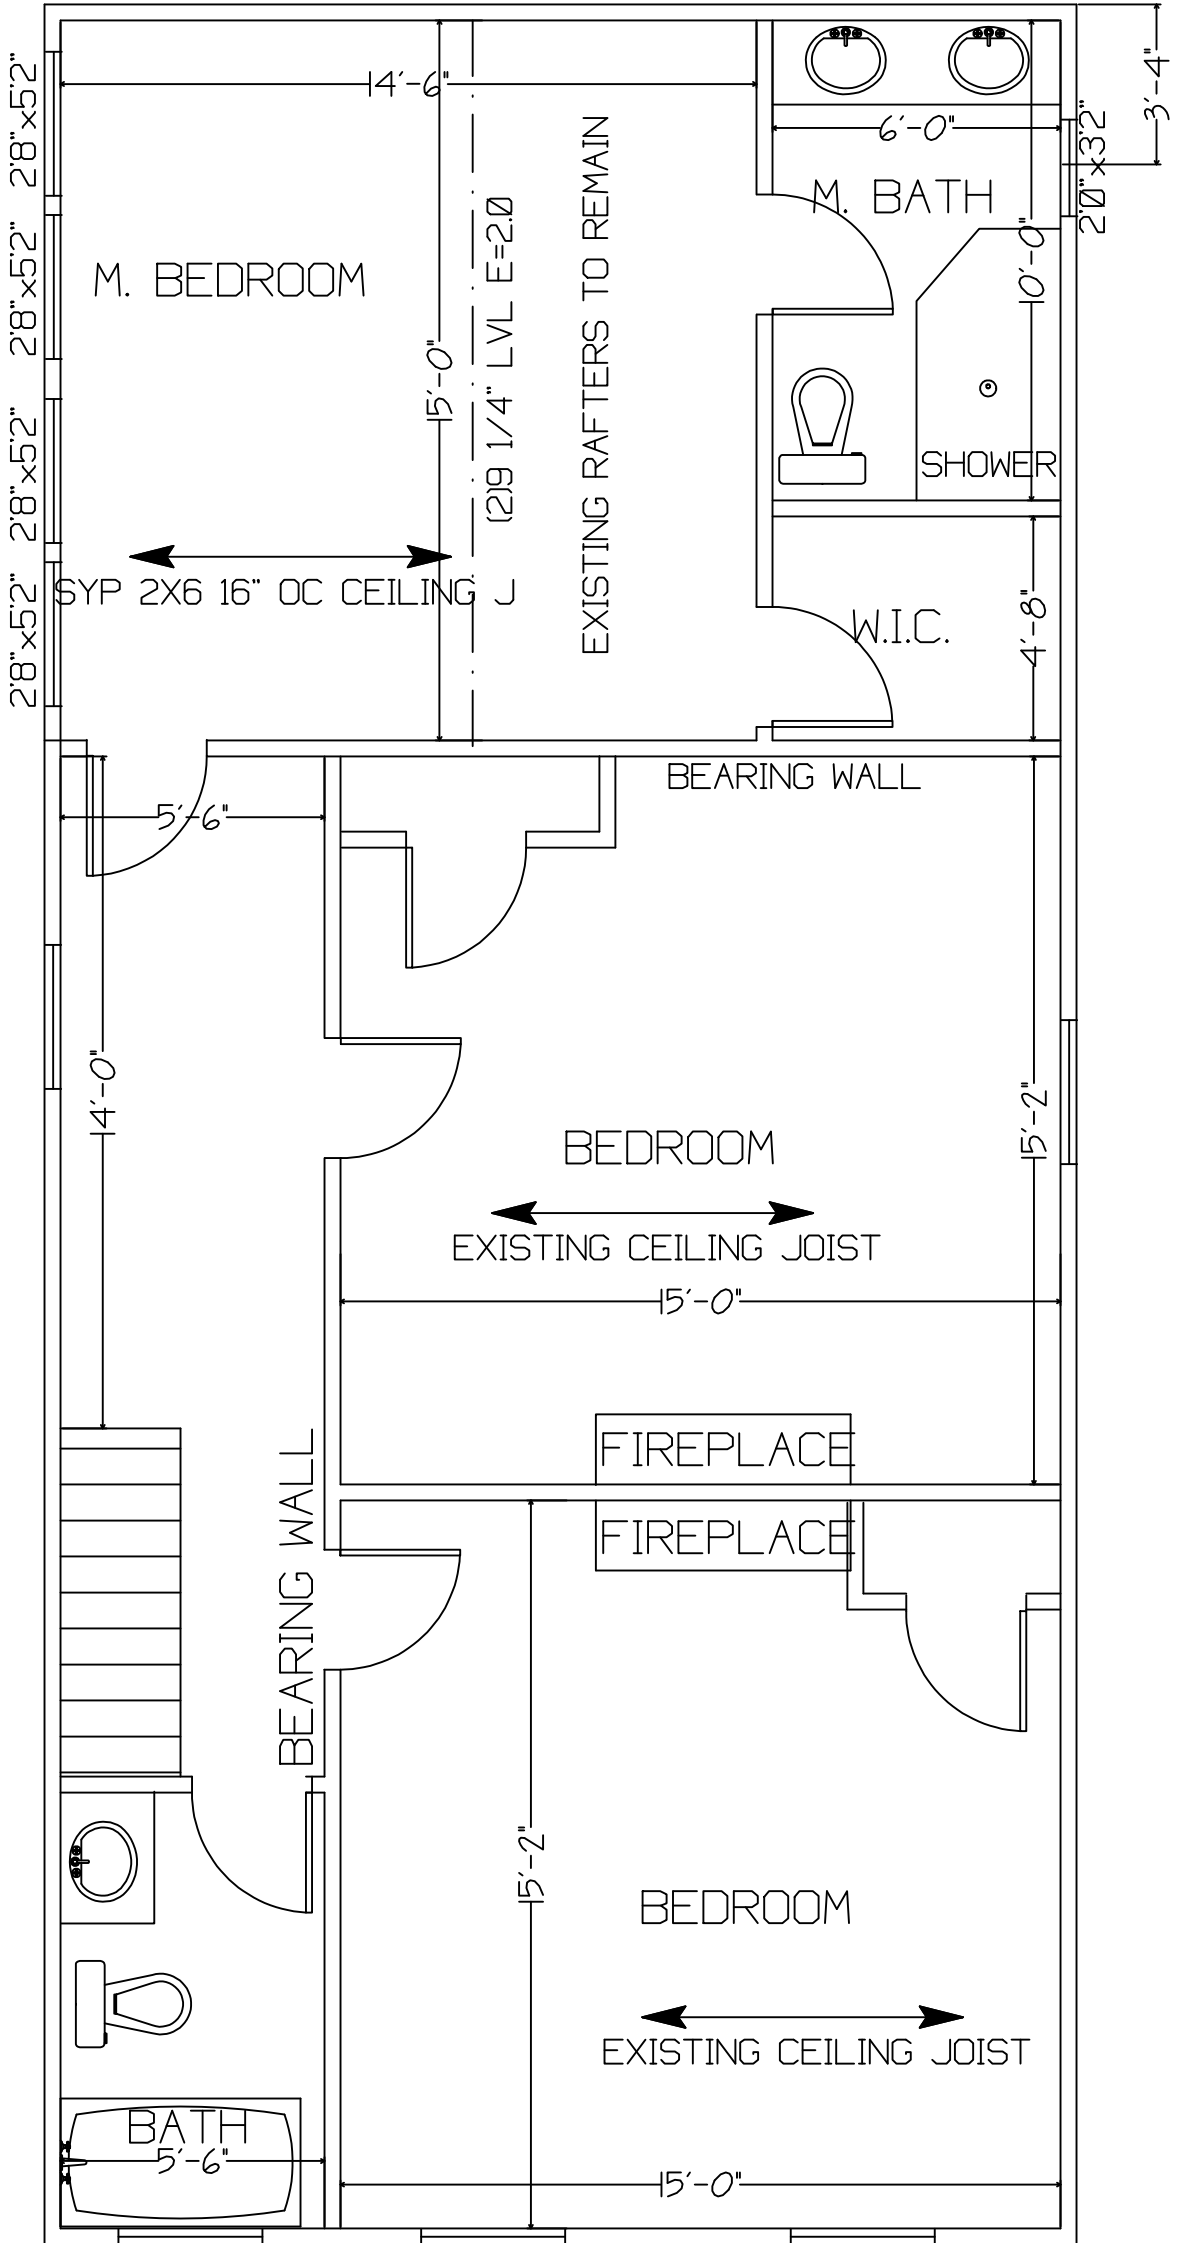 14'-6"
6'-0"
3'-4"
2'8"x5'2"
2'0"x3'2"
M. BATH
M. BEDROOM
2'8"x5'2"
10'-0"
15'-0"
(2)9 1/4" LVL E=2.0
EXISTING RAFTERS TO REMAIN
2'8"x5'2"
SHOWER
SYP 2X6 16" OC CEILING J
2'8"x5'2"
W.I.C.
4'-8"
BEARING WALL
5'-6"
14'-0"
15'-2"
BEDROOM
EXISTING CEILING JOIST
15'-0"
FIREPLACE
FIREPLACE
BEARING WALL
15'-2"
BEDROOM
EXISTING CEILING JOIST
BATH
5'-6"
15'-0"